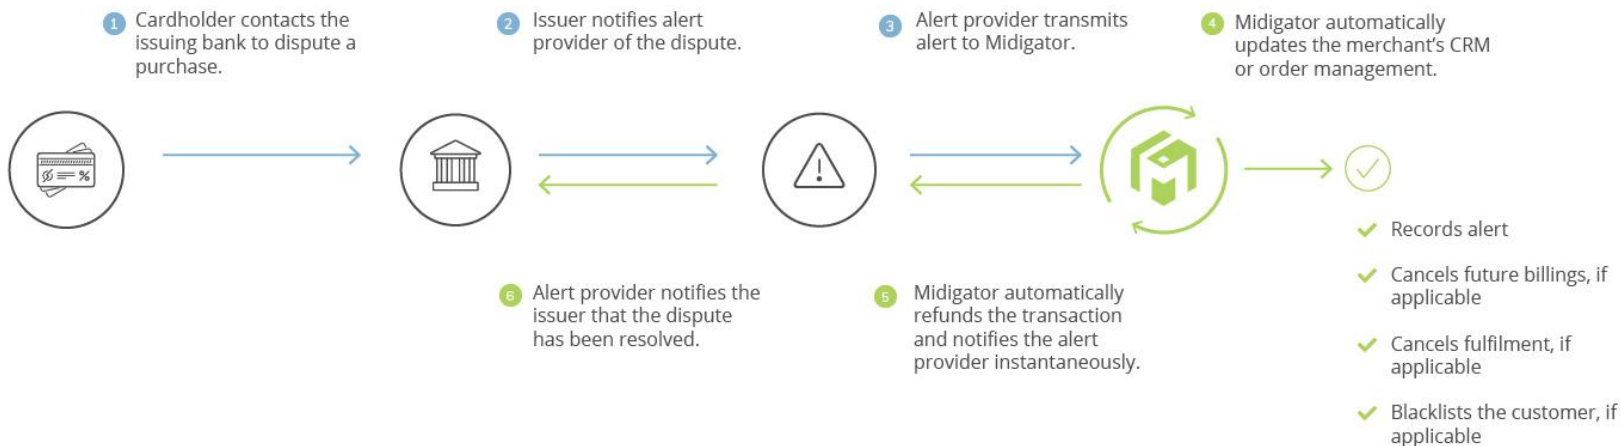 1 Cardholder contacts the
issuing bank to dispute a
purchase.
2 Issuer notifies alert
provider of the dispute.
3 Alert provider transmits
alert to Midigator.
4 Midigator automatically
updates the merchant's CRM
or order management.
Records alert
Cancels future billings, if
applicable
Cancels fulfilment, if
applicable
Blacklists the customer, if
applicable
5 Midigator automatically
refunds the transaction
and notifies the alert
provider instantaneously.
6 Alert provider notifies the
issuer that the dispute
has been resolved.